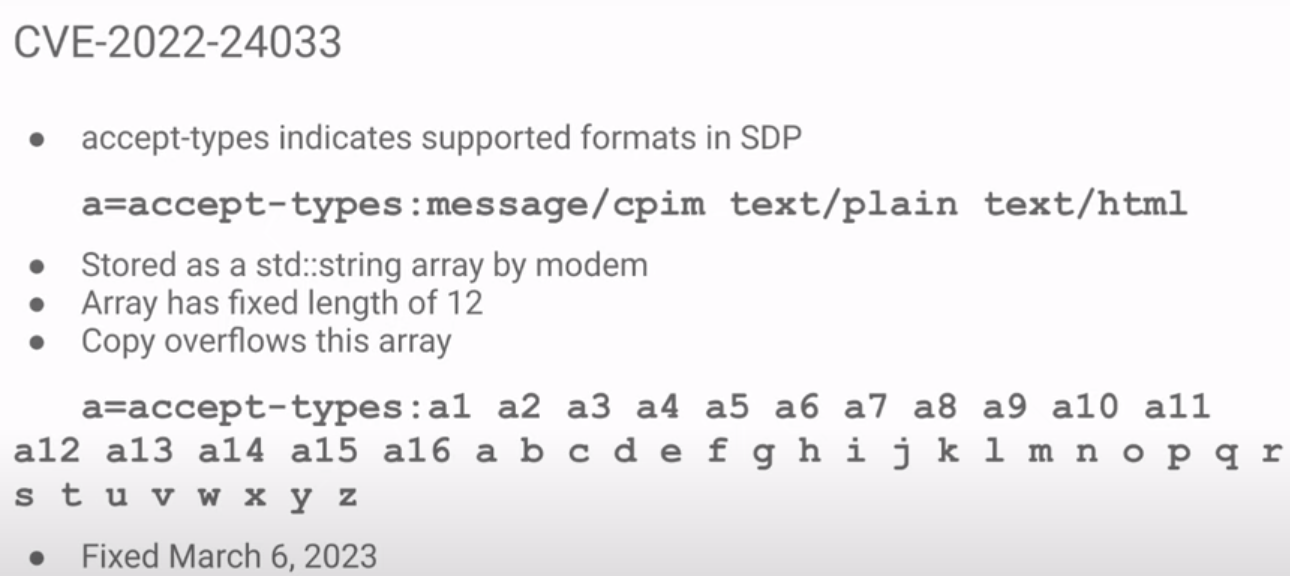 CVE-2022-24033
● accept-types indicates supported formats in SDP
a=accept-types:message/cpim text/plain text/html
● Stored as a std::string array by modem
● Array has fixed length of 12
● Copy overflows this array
a=accept-types:a1 a2 a3 a4 a5 a6 a7 a8 a9 a10 a11
a12 a13 a14 a15 a16 a b c d e f g h i j k l m n o p q r
s t u v w x y z
● Fixed March 6, 2023